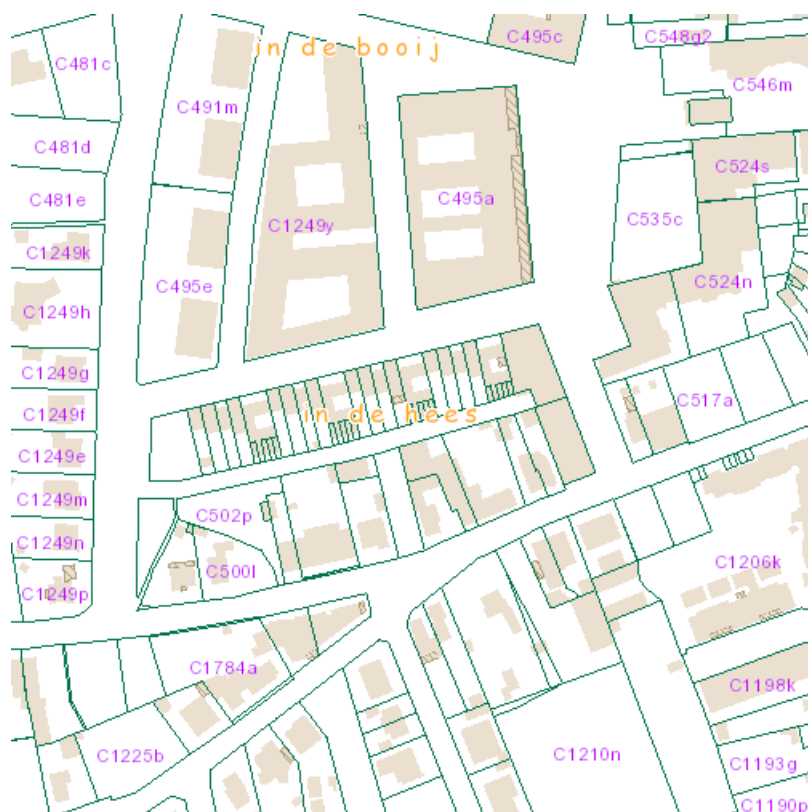 C495c
C548g2
in de booij
C481c
C546m
C491m
C481d
C524s
C481e
C495a
C535c
C1249y
C1249k
C524n
C495e
C1249h
C1249g
C517a
C1249f
in de hees
C1249e
C1249m
C502p
C1249n
C1206k
C500l
C1249p
C1784a
C1198k
C1225b
C1210n
C1193g
C1190p